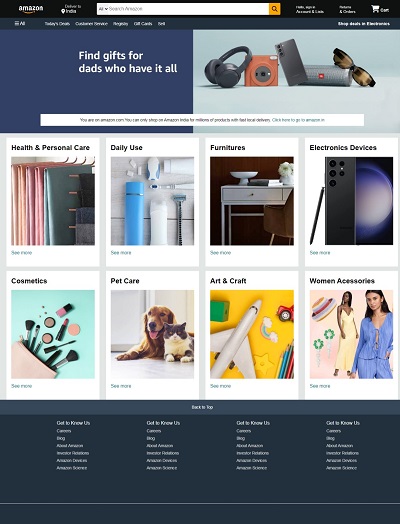 amazon
Deliver to
India
All
Search Amazon
Hello, sign in
Account & Lists
Returns
& Orders
Cart
All
Today's Deals
Customer Service
Registry
Gift Cards
Sell
Shop deals in Electronics
Find gifts for
dads who have it all
You are on amazon.com You can only shop on Amazon India for millions of products with fast local delivery. Click here to go to amazon.in
Health & Personal Care
Daily Use
Furnitures
Electronics Devices
See more
See more
See more
See more
Cosmetics
Pet Care
Art & Craft
Women Acessories
See more
See more
See more
See more
Back to Top
Get to Know Us
Careers
Blog
About Amazon
Investor Relations
Amazon Devices
Amazon Science
Get to Know Us
Careers
Blog
About Amazon
Investor Relations
Amazon Devices
Amazon Science
Get to Know Us
Careers
Blog
About Amazon
Investor Relations
Amazon Devices
Amazon Science
Get to Know Us
Careers
Blog
About Amazon
Investor Relations
Amazon Devices
Amazon Science